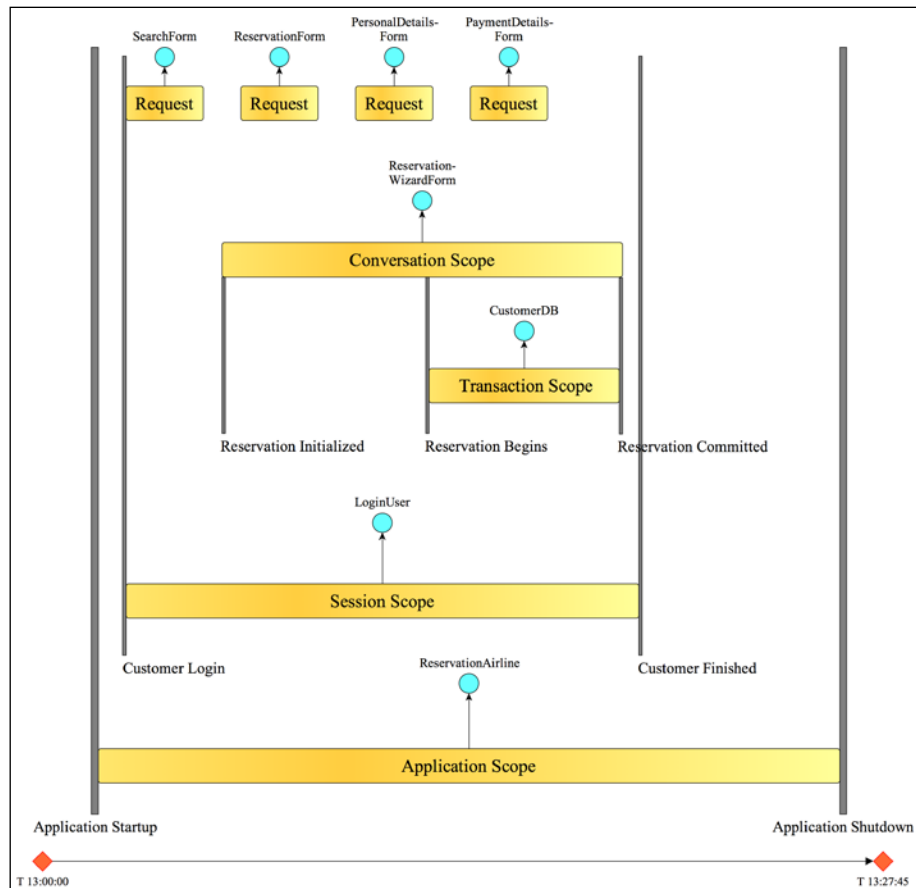 SearchForm
ReservationForm
PersonalDetails-
Form
PaymentDetails-
Form
Request
Request
Request
Request
Reservation-
WizardForm
Conversation Scope
CustomerDB
Transaction Scope
Reservation Initialized
Reservation Begins
Reservation Committed
LoginUser
Session Scope
Customer Login
Customer Finished
ReservationAirline
Application Scope
Application Startup
Application Shutdown
T 13:00:00
T 13:27:45